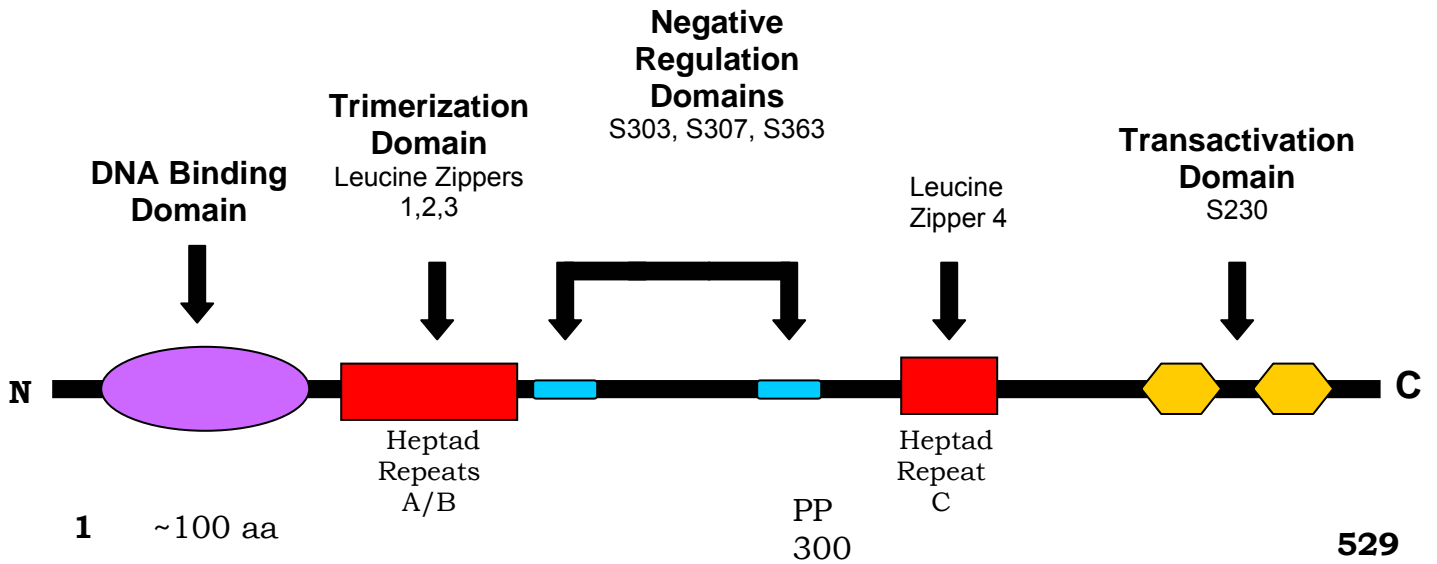 Negative
Regulation
Domains
S303, S307, S363
Trimerization
Domain
Leucine Zippers
1,2,3
DNA Binding
Domain
Leucine
Zipper 4
Transactivation
Domain
S230
N
C
Heptad
Repeats
A/B
Heptad
Repeat
C
1
~100 aa
PP
300
529